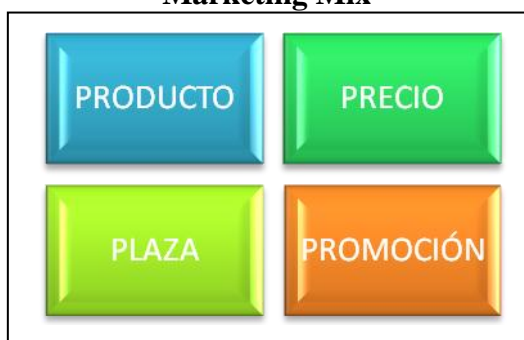 Marketing Mix
PRODUCTO
PRECIO
PLAZA
PROMOCIÓN